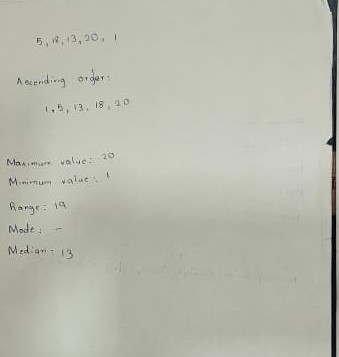 5, 18, 13, 20, 1
Ascending order:
1, 5, 13, 18, 20
Maximum value: 20
Minimum value: 1
Range: 19
Mode: -
Median - 13